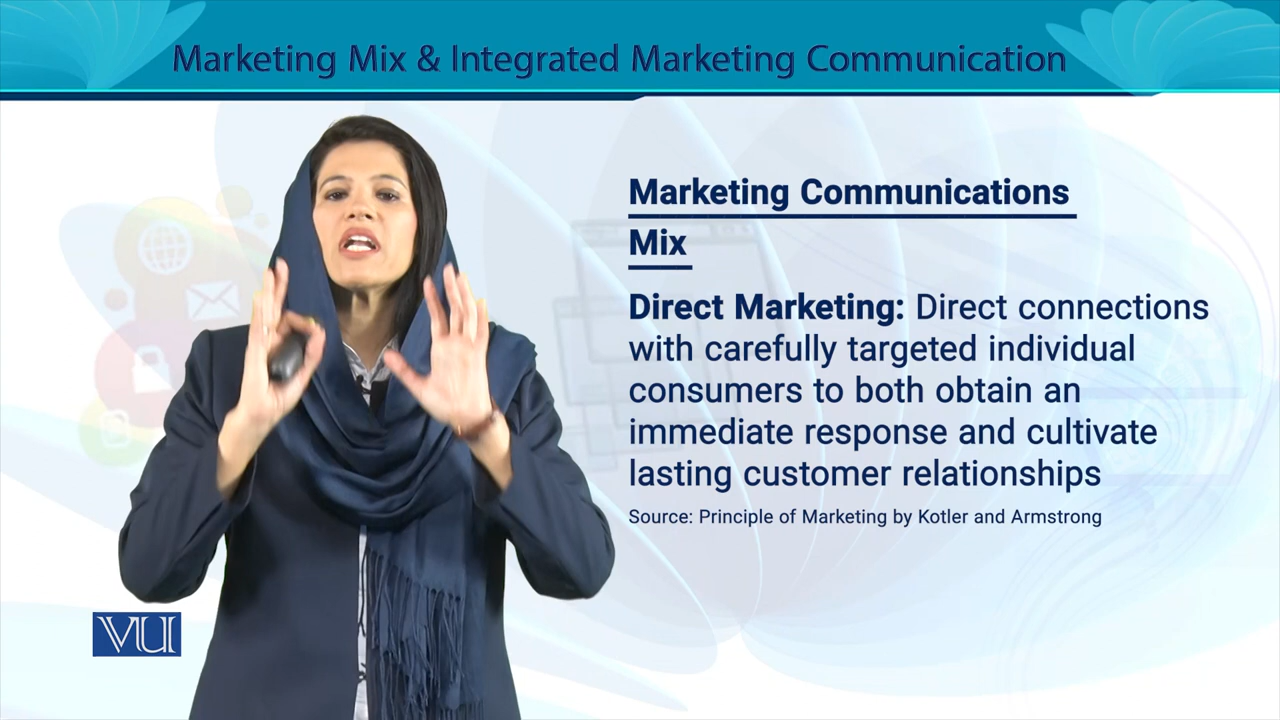 Marketing Mix & Integrated Marketing Communication
Marketing Communications
Mix
Direct Marketing: Direct connections
with carefully targeted individual
consumers to both obtain an
immediate response and cultivate
lasting customer relationships
Source: Principle of Marketing by Kotler and Armstrong
VU